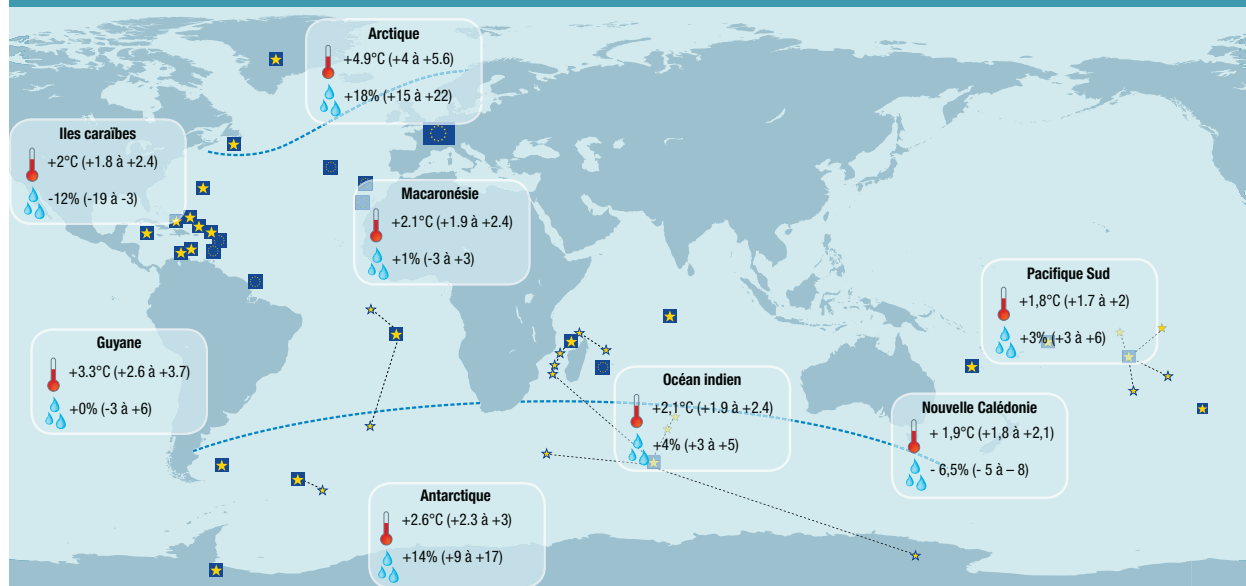 Arctique
+4.9°C (+4 à +5.6)
+18% (+15 à +22)
Iles caraïbes
+2°C (+1.8 à +2.4)
-12% (-19 à -3)
Macaronésie
+2.1°C (+1.9 à +2.4)
+1% (-3 à +3)
Pacifique Sud
+1,8°C (+1.7 à +2)
+3% (+3 à +6)
Guyane
+3.3°C (+2.6 à +3.7)
+0% (-3 à +6)
Océan indien
+2,1°C (+1.9 à +2.4)
+4% (+3 à +5)
Nouvelle Calédonie
+ 1,9°C (+1,8 à +2,1)
- 6,5% (- 5 à – 8)
Antarctique
+2.6°C (+2.3 à +3)
+14% (+9 à +17)